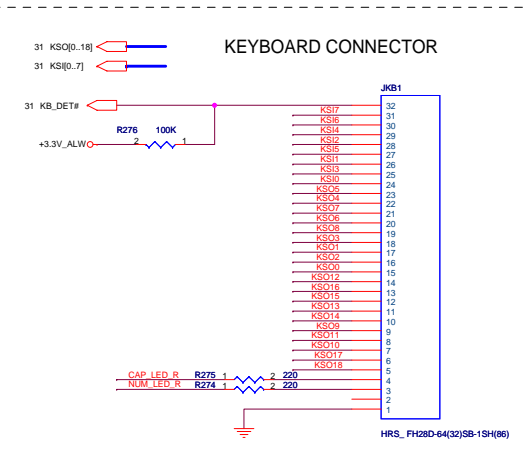 31 KSO[0..18]
KEYBOARD CONNECTOR
31 KSI[0..7]
JKB1
31 KB_DET#
32
KSI7 31
R276 100K
KSI6 30
KSI4 29
+3.3V_ALW 2 1
KSI2 28
KSI5 27
KSI1 26
KSI3 25
KSI0 24
KSO5 23
KSO4 22
KSO7 21
KSO6 20
KSO8 19
KSO3 18
KSO1 17
KSO2 16
KSO0 15
KSO12 14
KSO16 13
KSO15 12
KSO13 11
KSO14 10
KSO9 9
KSO11 8
KSO10 7
KSO17 6
KSO18 5
CAP_LED_R R275 1 2 220 4
NUM_LED_R R274 1 2 220 3
2
1
HRS_ FH28D-64(32)SB-1SH(86)